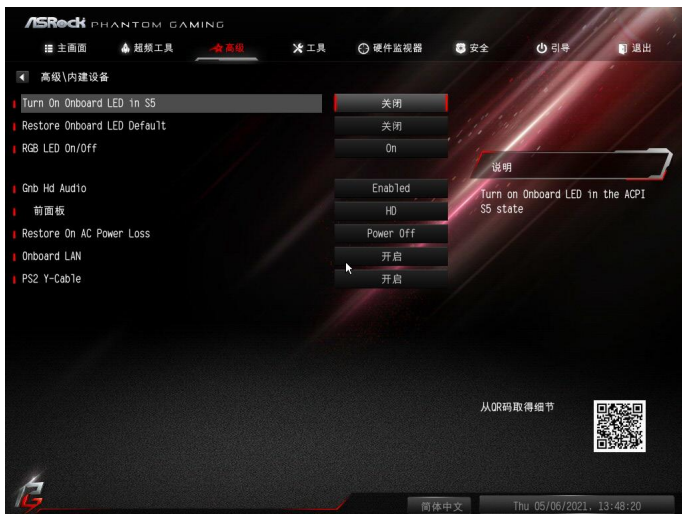 ASRock PHANTOM GAMING
主画面 超频工具 高级 工具 硬件监视器 安全 引导 退出
高级\内建设备
Turn On Onboard LED in S5 关闭
Restore Onboard LED Default 关闭
RGB LED On/Off On
说明
Gnb Hd Audio Enabled
Turn on Onboard LED in the ACPI
S5 state
前面板 HD
Restore On AC Power Loss Power Off
Onboard LAN 开启
PS2 Y-Cable 开启
从QR码取得细节
简体中文 Thu 05/06/2021, 13:48:20